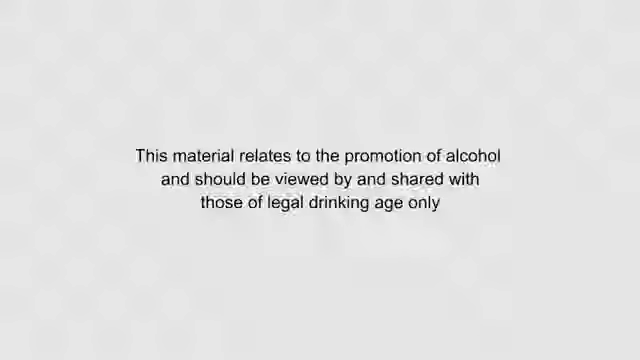 This material relates to the promotion of alcohol
and should be viewed by and shared with
those of legal drinking age only